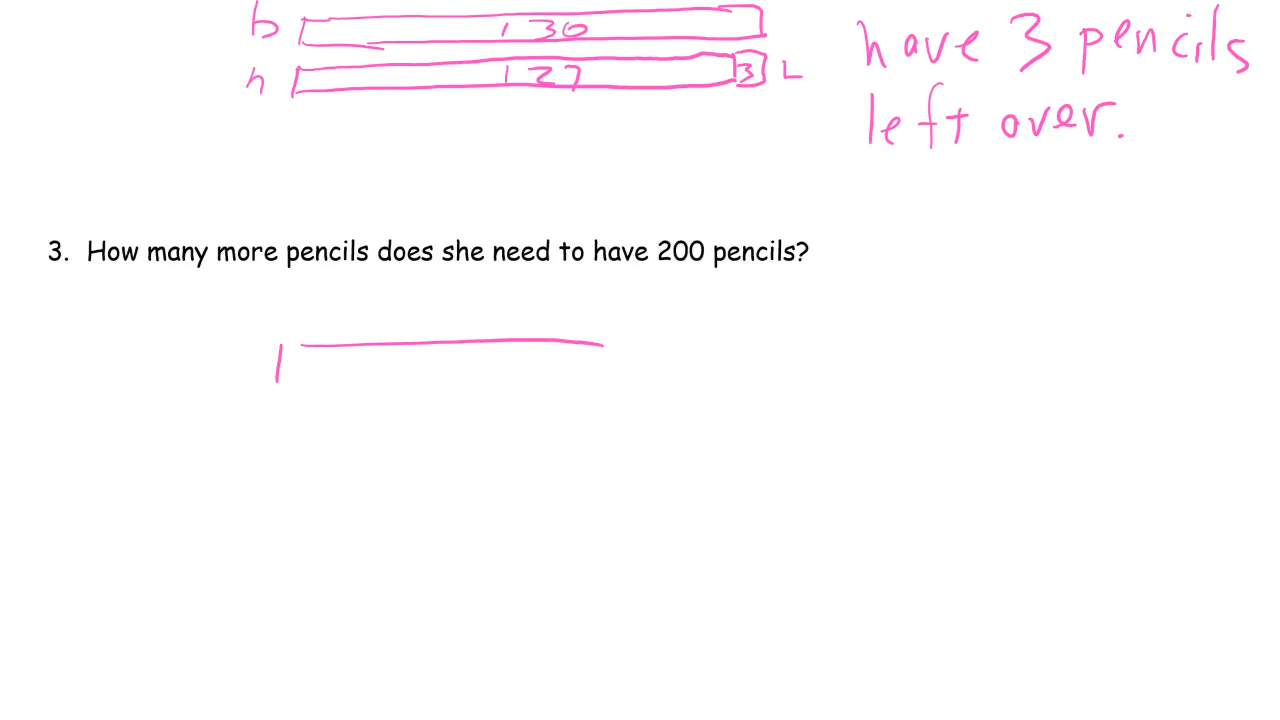 b 130
n 127 3 L
have 3 pencils
left over.
3. How many more pencils does she need to have 200 pencils?